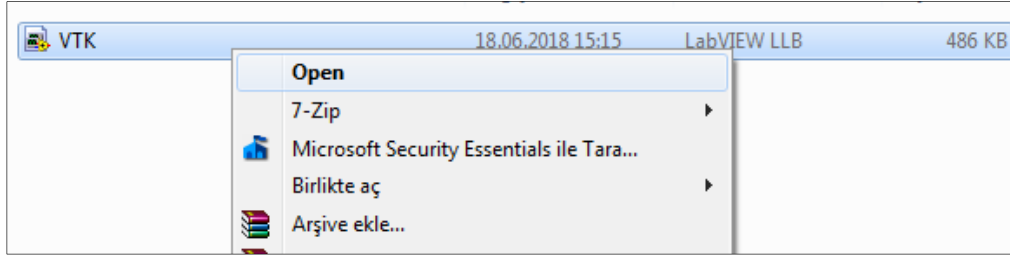 VTK 18.06.2018 15:15 LabVIEW LLB 486 KB
Open
7-Zip
Microsoft Security Essentials ile Tara...
Birlikte aç
Arşive ekle...